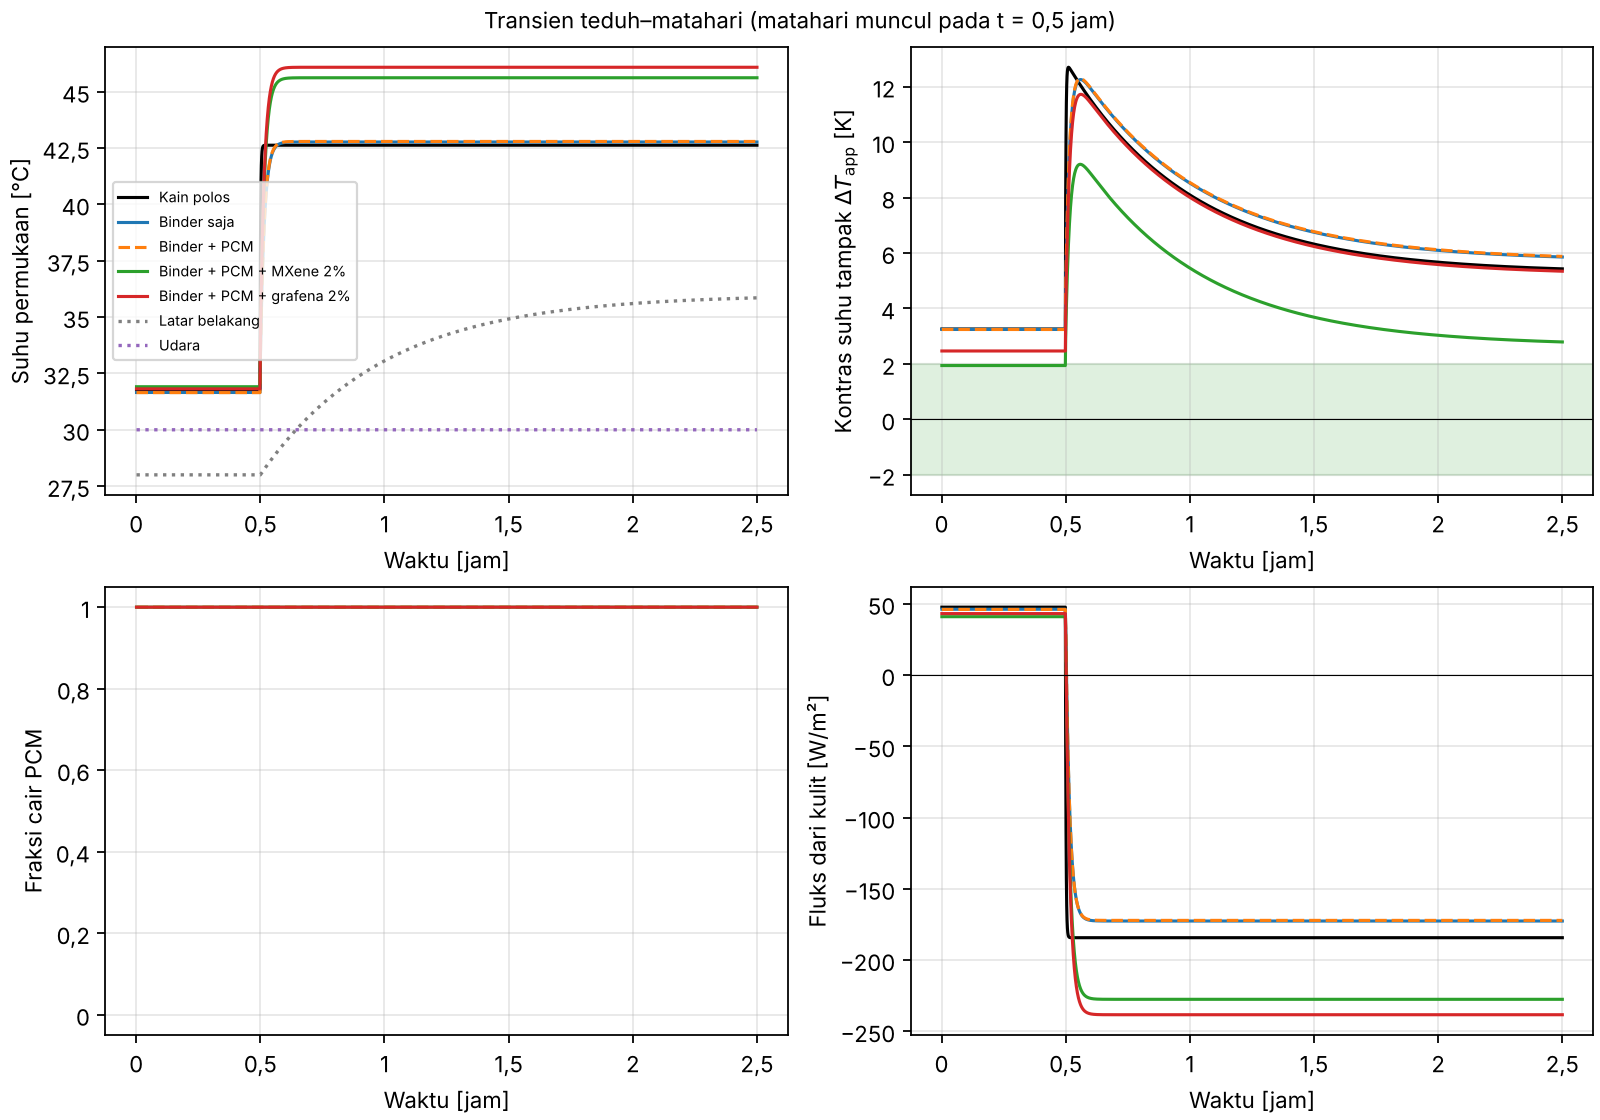 Transien teduh–matahari (matahari muncul pada t = 0,5 jam)
Suhu permukaan [°C]
45
42,5
40
37,5
35
32,5
30
27,5
Kain polos
Binder saja
Binder + PCM
Binder + PCM + MXene 2%
Binder + PCM + grafena 2%
Latar belakang
Udara
0 0,5 1 1,5 2 2,5
Waktu [jam]
Kontras suhu tampak ΔT_app [K]
12
10
8
6
4
2
0
−2
0 0,5 1 1,5 2 2,5
Waktu [jam]
Fraksi cair PCM
1
0,8
0,6
0,4
0,2
0
0 0,5 1 1,5 2 2,5
Waktu [jam]
Fluks dari kulit [W/m²]
50
0
−50
−100
−150
−200
−250
0 0,5 1 1,5 2 2,5
Waktu [jam]